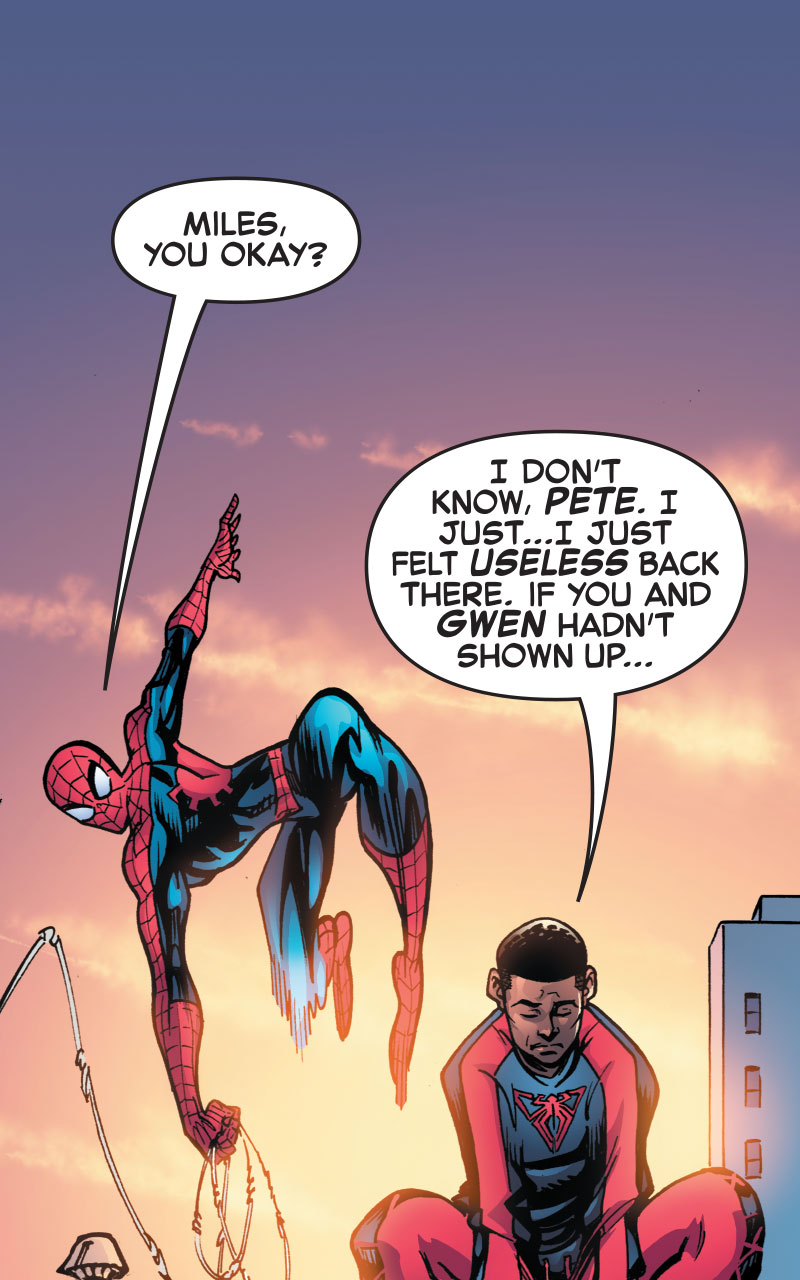 MILES,
YOU OKAY?
I DON'T
KNOW, PETE. I
JUST...I JUST
FELT USELESS BACK
THERE. IF YOU AND
GWEN HADN'T
SHOWN UP...